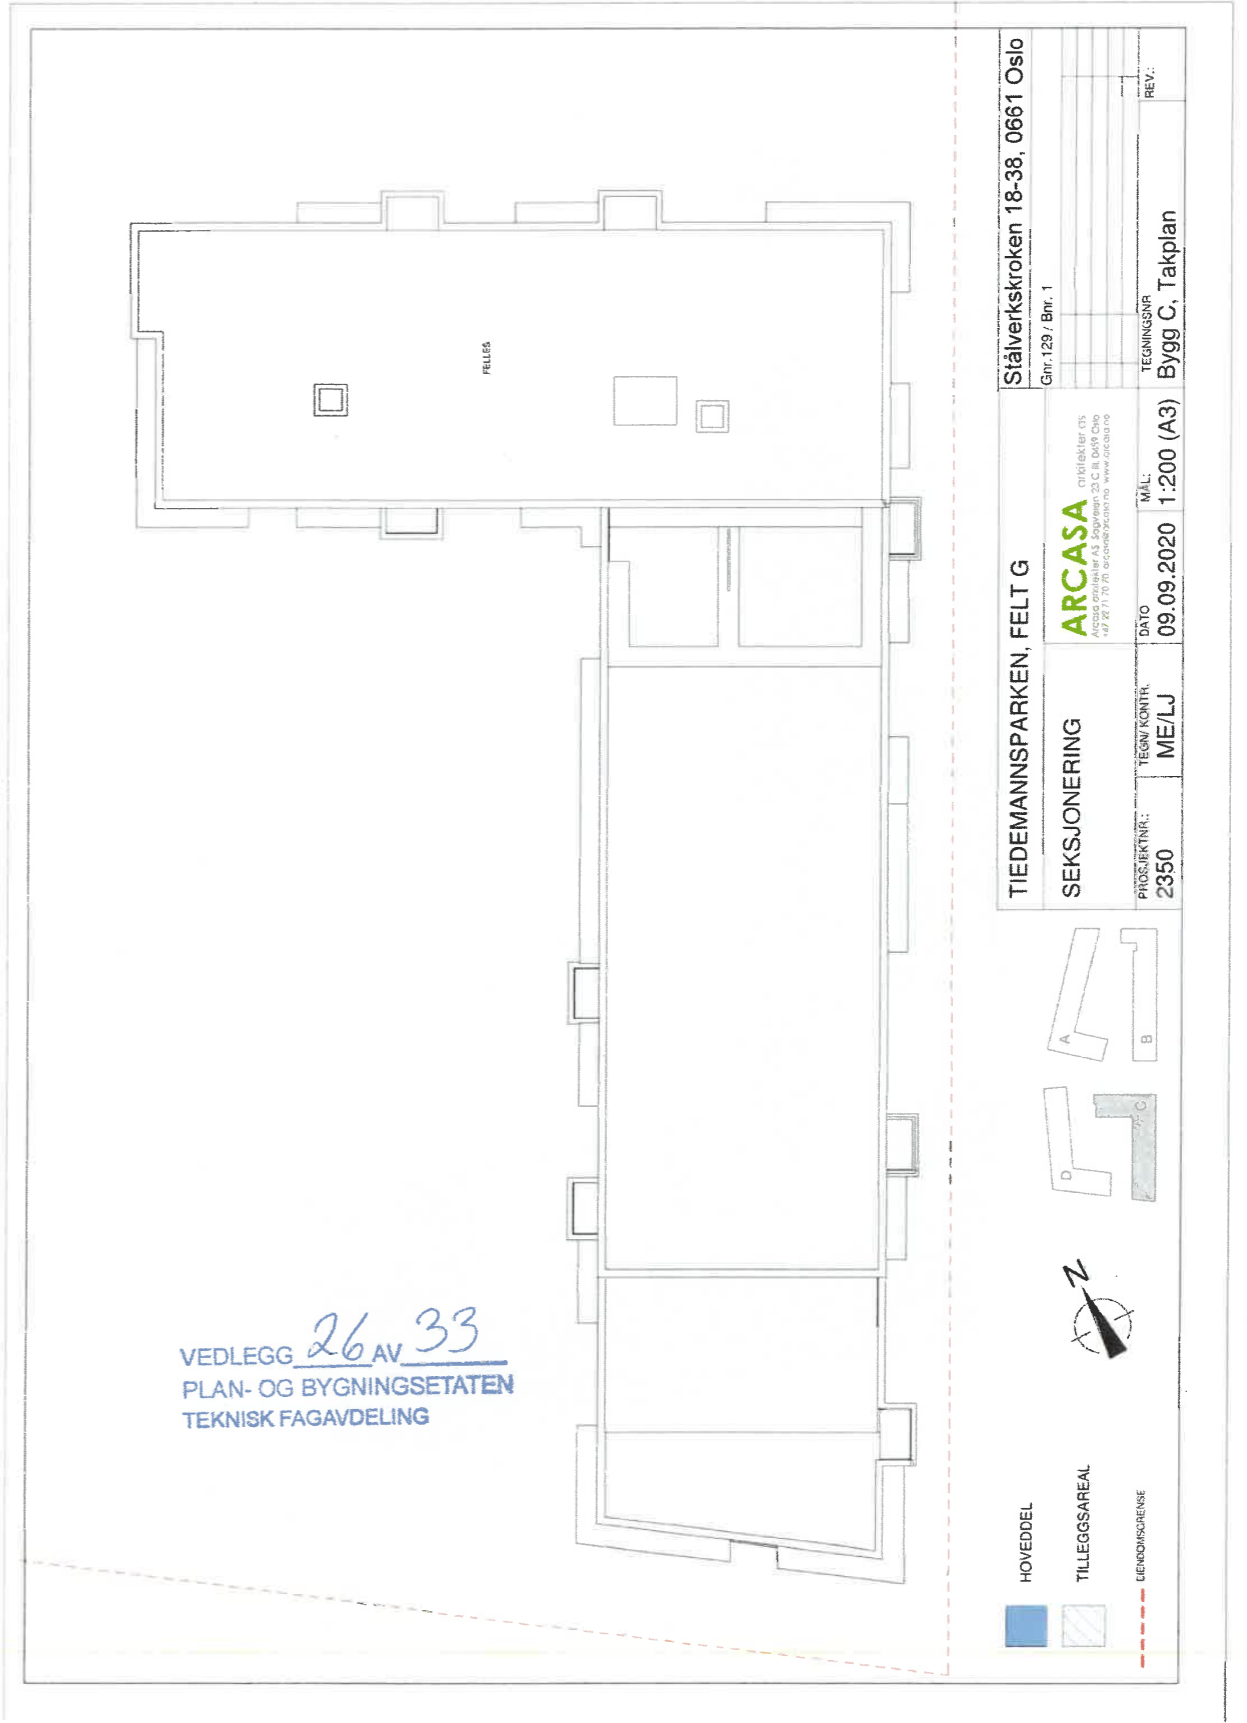 FELLES
VEDLEGG 26 AV 33
PLAN- OG BYGNINGSETATEN
TEKNISK FAGAVDELING
HOVEDDEL
TILLEGGSAREAL
EIENDOMSGRENSE
N
A
B
C
D
TIEDEMANNSPARKEN, FELT G
Stålverkskroken 18-38, 0661 Oslo
Gnr.129 / Bnr. 1
SEKSJONERING
ARCASA arkitekter as
PROSJEKTNR.:
2350
TEGN/ KONTR.
ME/LJ
DATO
09.09.2020
MÅL:
1:200 (A3)
TEGNINGSNR
Bygg C, Takplan
REV.: